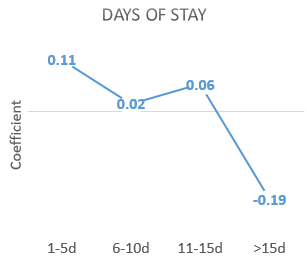 DAYS OF STAY
0.11
0.02
0.06
-0.19
Coefficient
1-5d
6-10d
11-15d
>15d